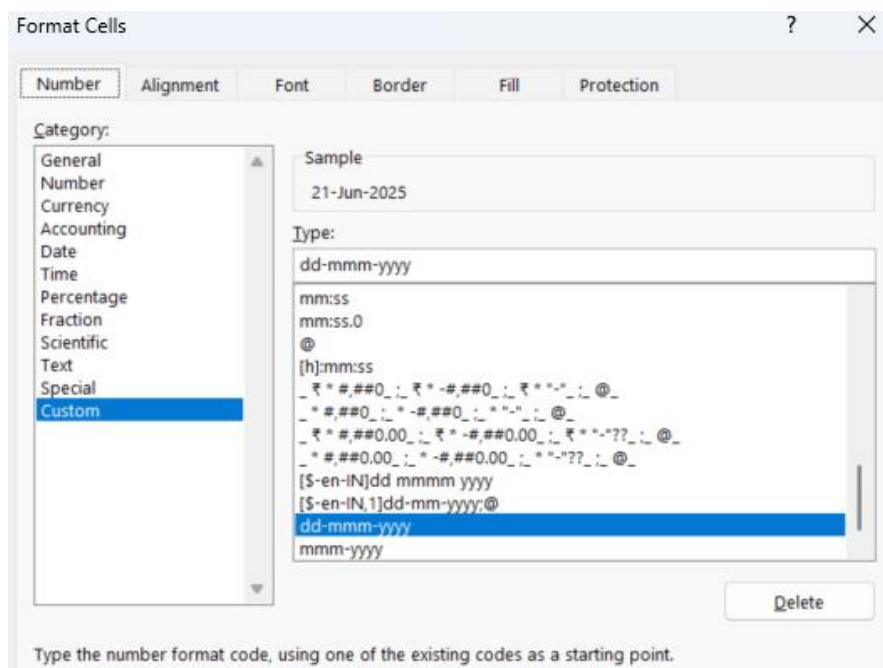 Format Cells ? ×
Number Alignment Font Border Fill Protection
Category:
General
Number
Currency
Accounting
Date
Time
Percentage
Fraction
Scientific
Text
Special
Custom
Sample
21-Jun-2025
Type:
dd-mmm-yyyy
mm:ss
mm:ss.0
@
[h]:mm:ss
_ ₹ * #,##0_ ;_ ₹ * -#,##0_ ;_ ₹ * "-"_ ;_ @_
_ * #,##0_ ;_ * -#,##0_ ;_ * "-"_ ;_ @_
_ ₹ * #,##0.00_ ;_ ₹ * -#,##0.00_ ;_ ₹ * "-"??_ ;_ @_
_ * #,##0.00_ ;_ * -#,##0.00_ ;_ * "-"??_ ;_ @_
[$-en-IN]dd mmmm yyyy
[$-en-IN,1]dd-mm-yyyy;@
dd-mmm-yyyy
mmm-yyyy
Delete
Type the number format code, using one of the existing codes as a starting point.